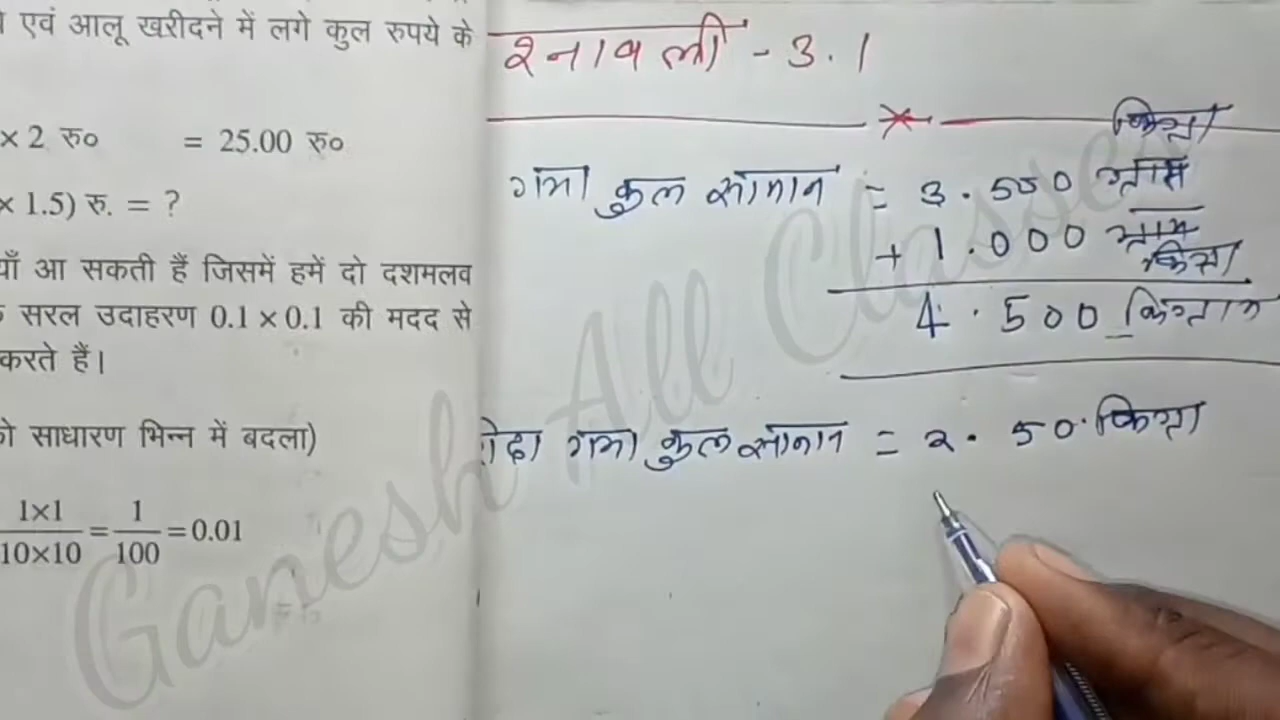 एवं आलू खरीदने में लगे कुल रुपये के
× 2 रु० = 25.00 रु०
× 1.5) रु. = ?
याँ आ सकती हैं जिसमें हमें दो दशमलव
सरल उदाहरण 0.1 × 0.1 की मदद से
करते हैं।
साधारण भिन्न में बदला)
1×1/10×10 = 1/100 = 0.01
श्नावली - 3.1
किग्रा
गया कुल सामान = 3.500 ग्राम
+ 1.000 ग्राम
किग्रा
4.500 किग्राम
दा गया कुल सामान = 2.50 किग्रा
Ganesh All Classes